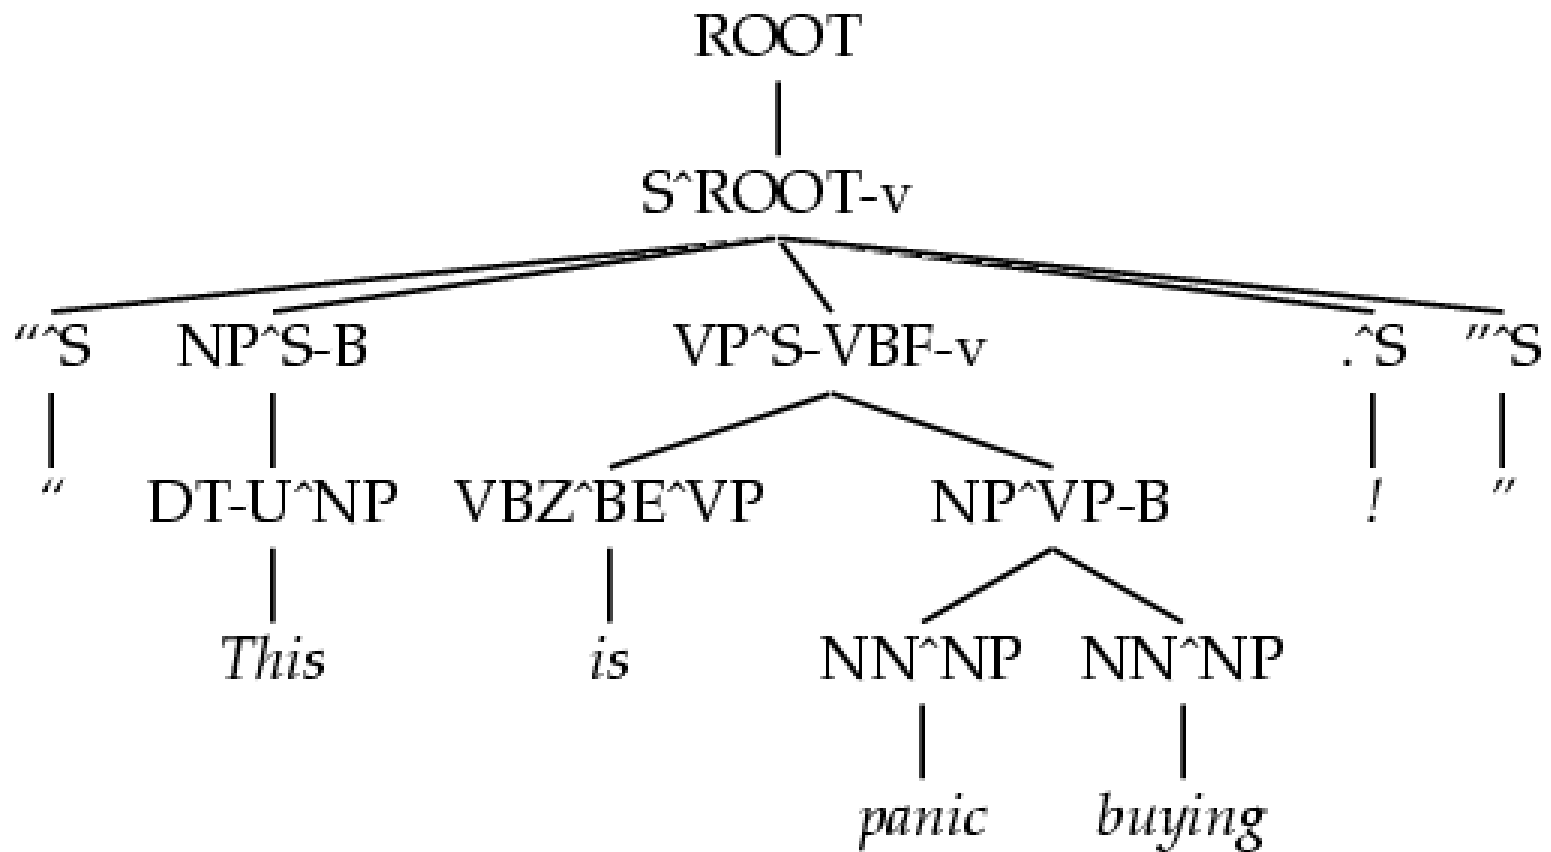 ROOT
S^ROOT-v
“^S NP^S-B VP^S-VBF-v .^S ”^S
“ DT-U^NP VBZ^BE^VP NP^VP-B ! ”
This is NN^NP NN^NP
panic buying